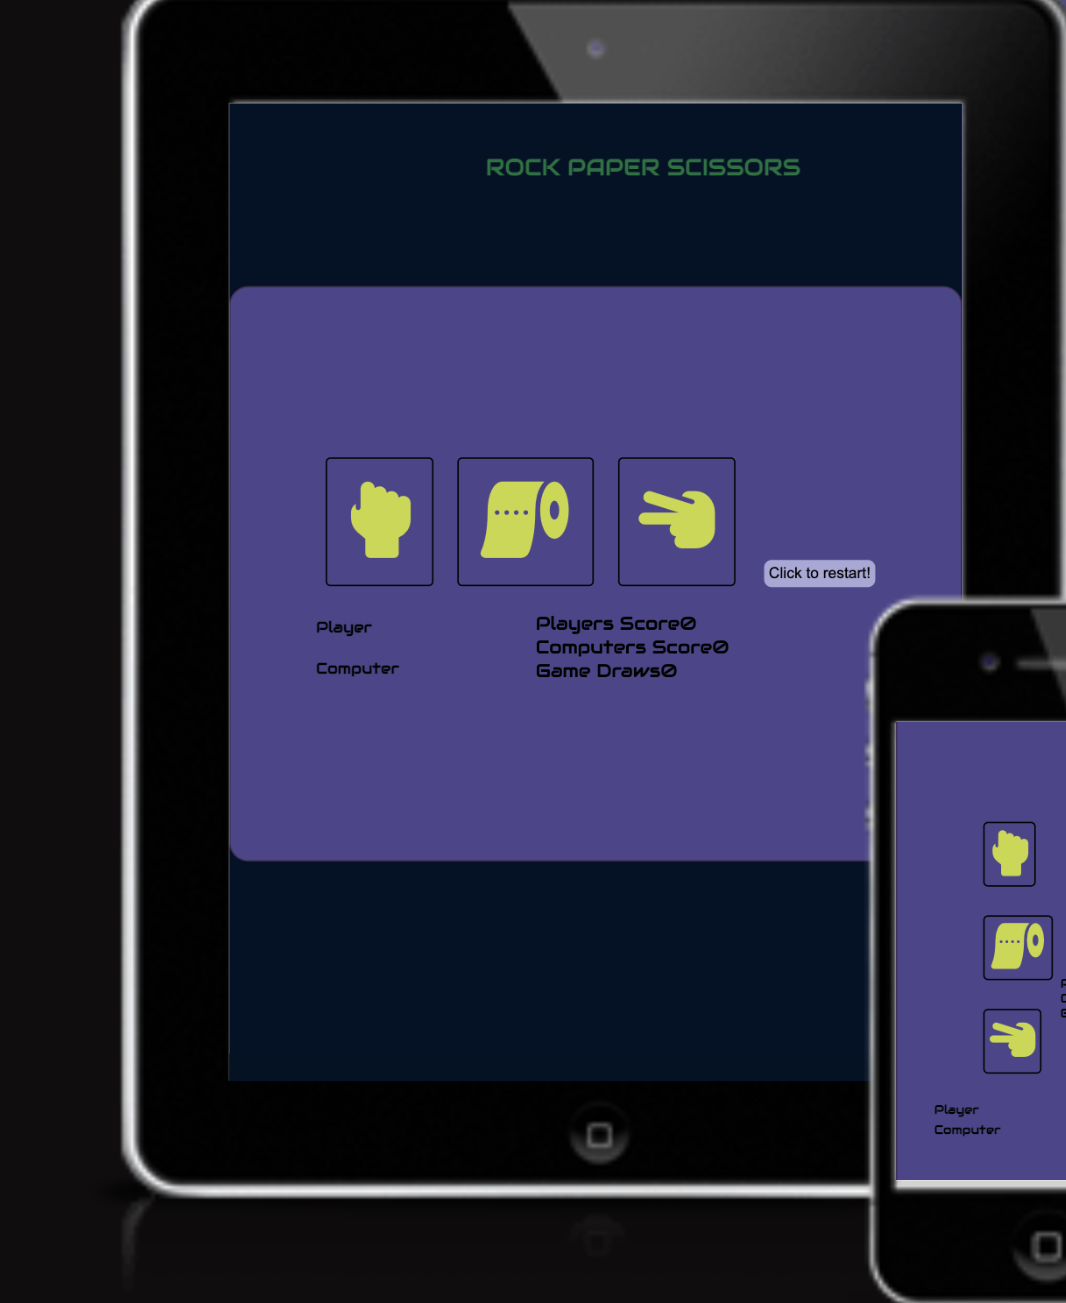 ROCK PAPER SCISSORS
Click to restart!
Player
Computer
Players Score0
Computers Score0
Game Draws0
Player
Computer